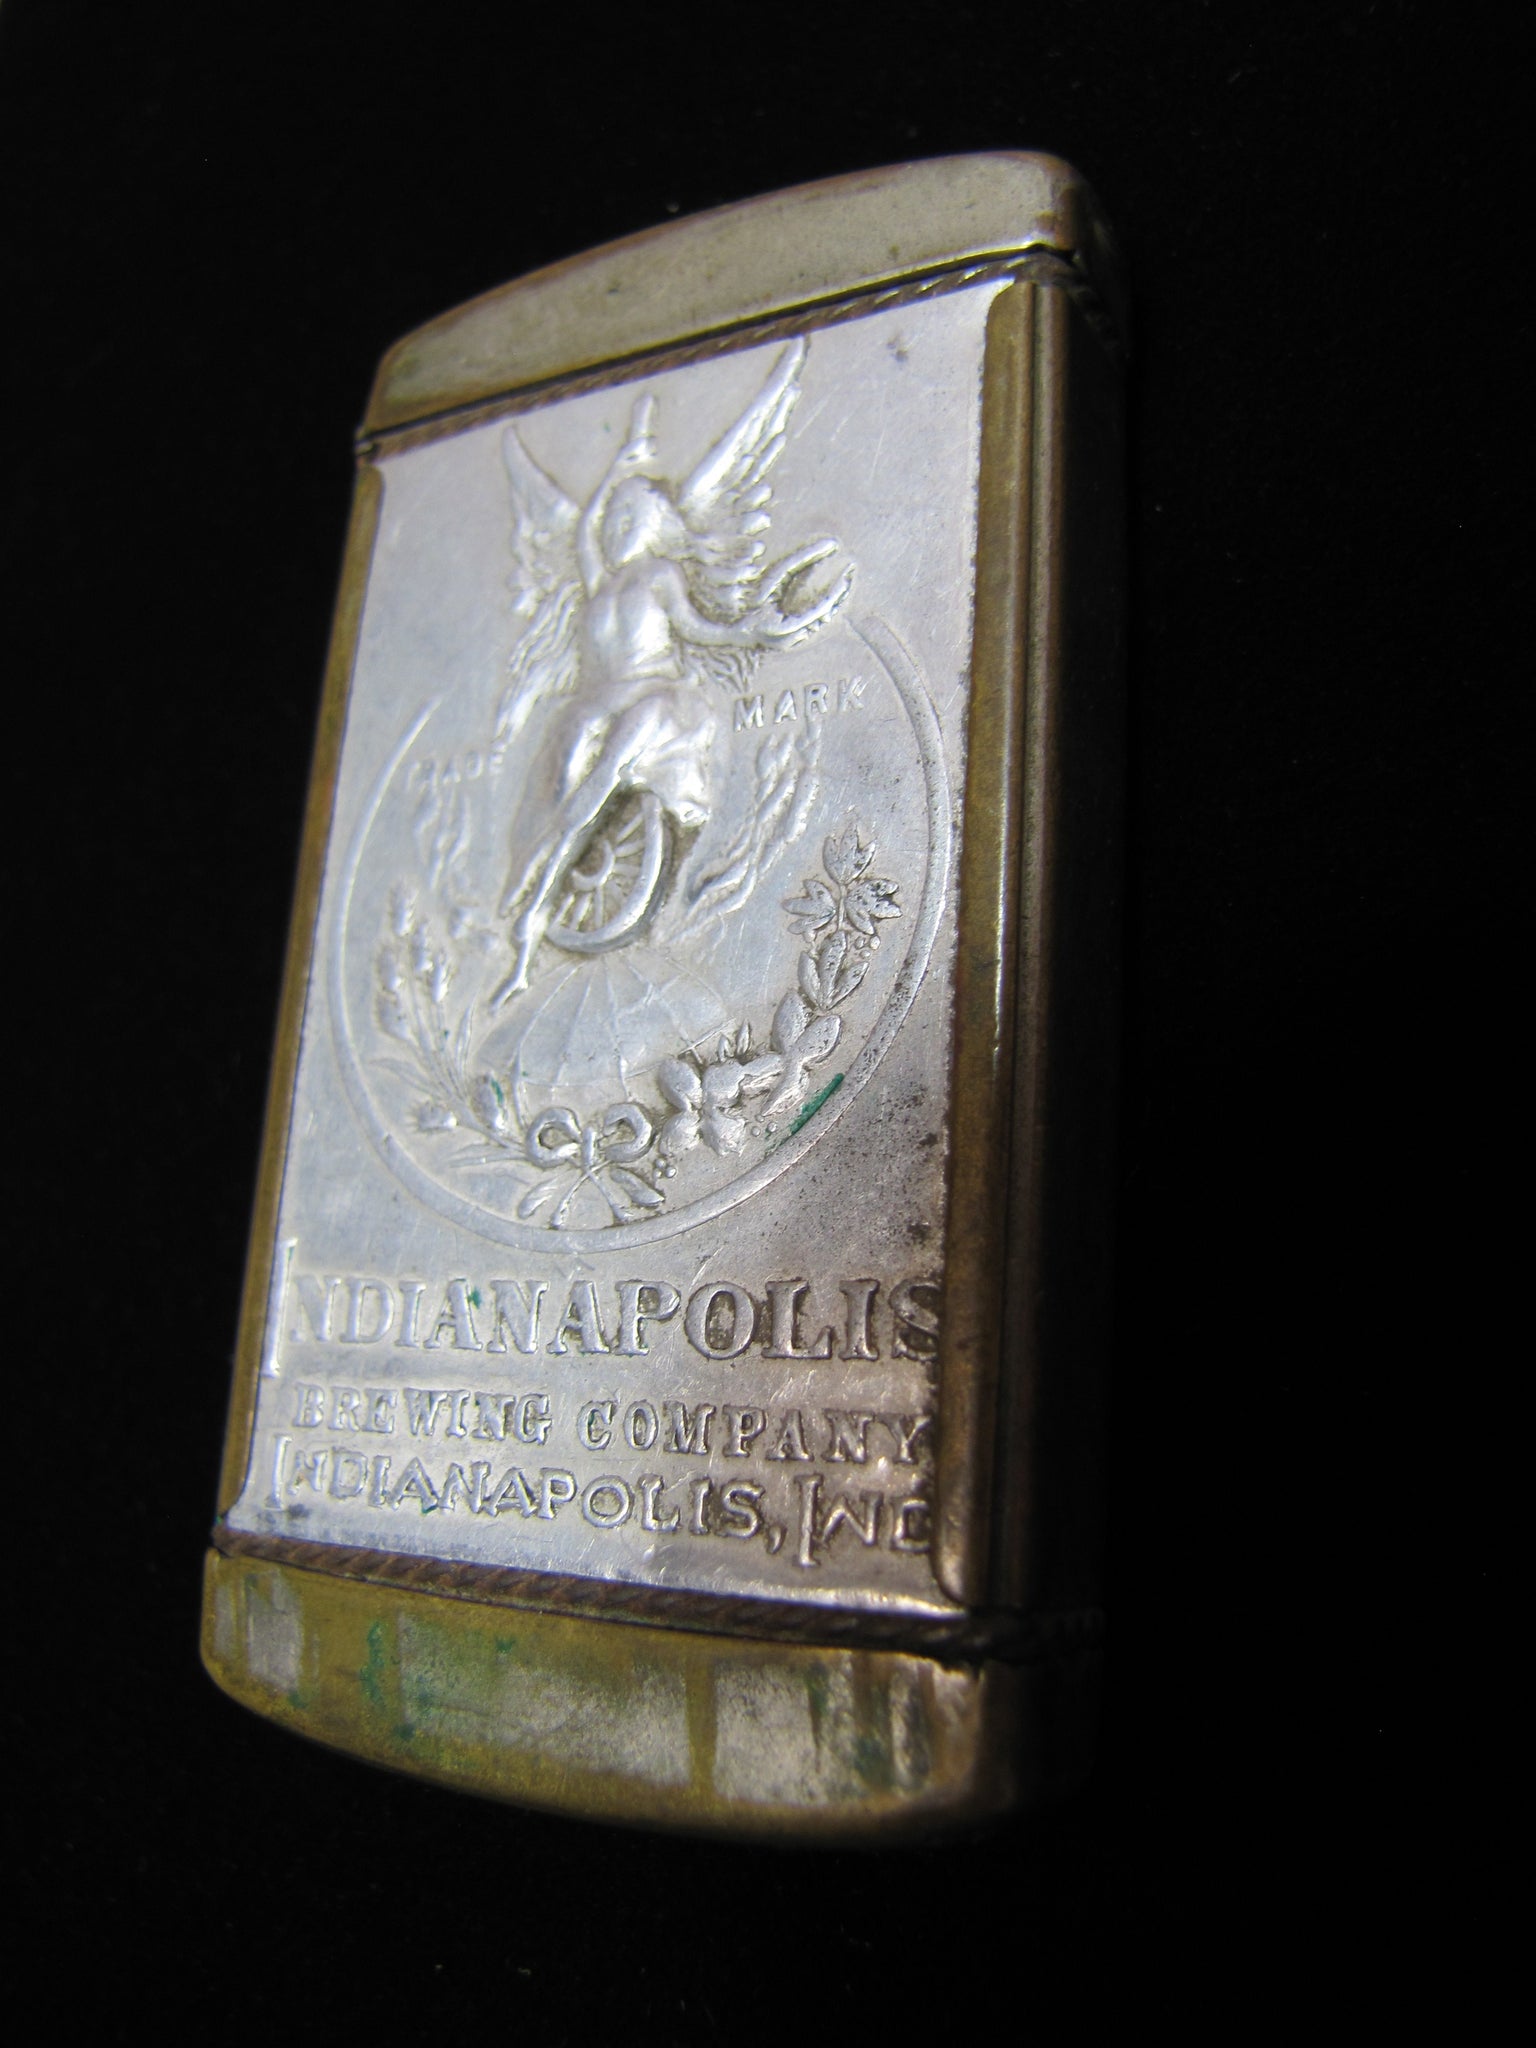 TRADE MARK
INDIANAPOLIS
BREWING COMPANY
INDIANAPOLIS, IND